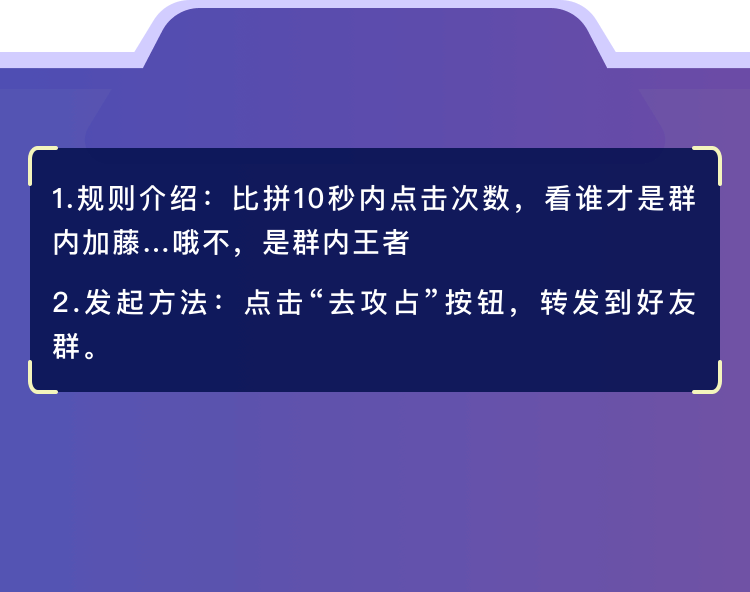 1.规则介绍：比拼10秒内点击次数，看谁才是群
内加藤...哦不，是群内王者
2.发起方法：点击“去攻占”按钮，转发到好友
群。